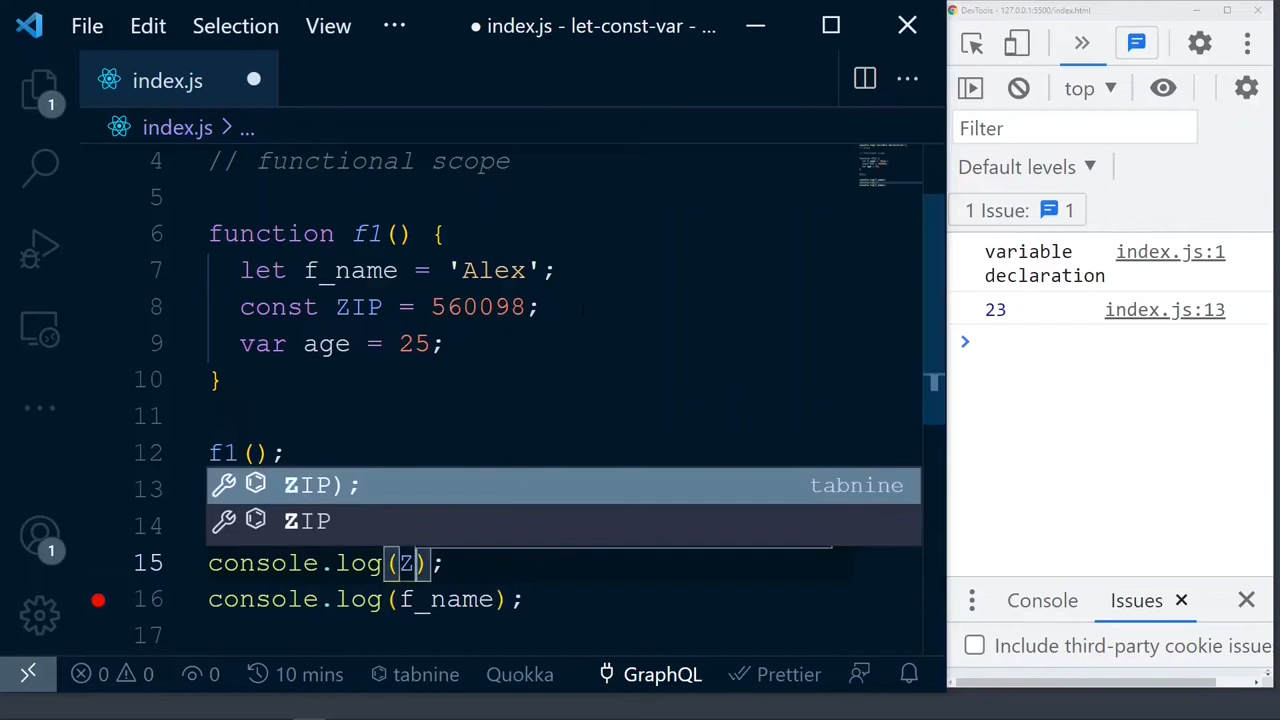 File Edit Selection View ··· ● index.js - let-const-var - ...
DevTools - 127.0.0.1:5500/index.html
index.js
index.js > ...
4 // functional scope
5
6 function f1() {
7 let f_name = 'Alex';
8 const ZIP = 560098;
9 var age = 25;
10 }
11
12 f1();
13
14
ZIP); tabnine
ZIP
15 console.log(Z);
16 console.log(f_name);
17
1
1
0 0 0 10 mins tabnine Quokka GraphQL Prettier
top
Filter
Default levels
1 Issue: 1
variable index.js:1
declaration
23 index.js:13
Console Issues
Include third-party cookie issue